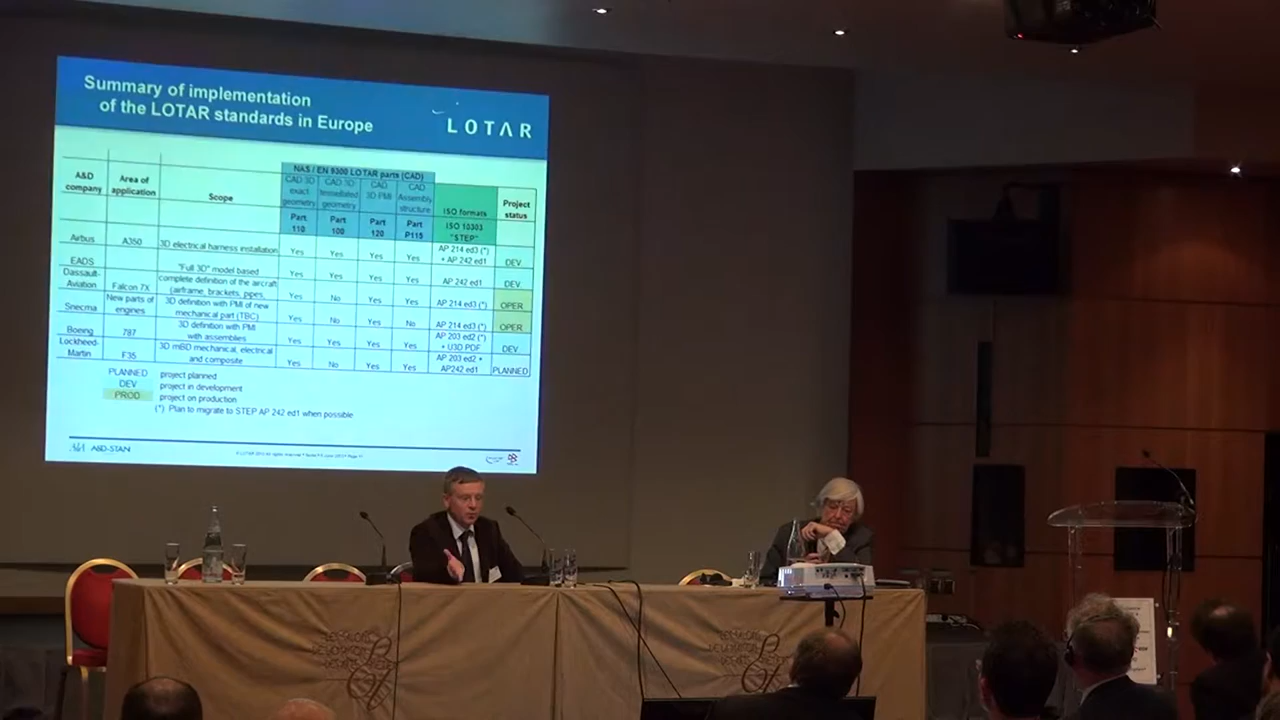 Summary of implementation
of the LOTAR standards in Europe
LOTAR
NAS / EN 9300 LOTAR parts (CAD)
A&D company
Area of application
Scope
CAD 3D exact geometry
CAD 3D tessellated geometry
CAD 3D PMI
CAD Assembly structure
ISO formats
Project status
Part 110
Part 100
Part 120
Part P115
ISO 10303 "STEP"
Airbus A350 3D electrical harness installation Yes Yes Yes Yes AP 214 ed3 (*) + AP 242 ed1 DEV
EADS "Full 3D" model based Yes Yes Yes Yes AP 242 ed1 DEV
Dassault-Aviation Falcon 7X complete definition of the aircraft (airframe, brackets, pipes, Yes No Yes Yes AP 214 ed3 (*) OPER
Snecma New parts of engines 3D definition with PMI of new mechanical part (TBC) Yes No Yes No AP 214 ed3 (*) OPER
Boeing 787 3D definition with PMI with assemblies Yes Yes Yes Yes AP 203 ed2 (*) + U3D PDF DEV
Lockheed-Martin F35 3D mBD mechanical, electrical and composite Yes No Yes Yes AP 203 ed2 + AP242 ed1 PLANNED
PLANNED project planned
DEV project in development
PROD project on production
(*) Plan to migrate to STEP AP 242 ed1 when possible
ASD-STAN